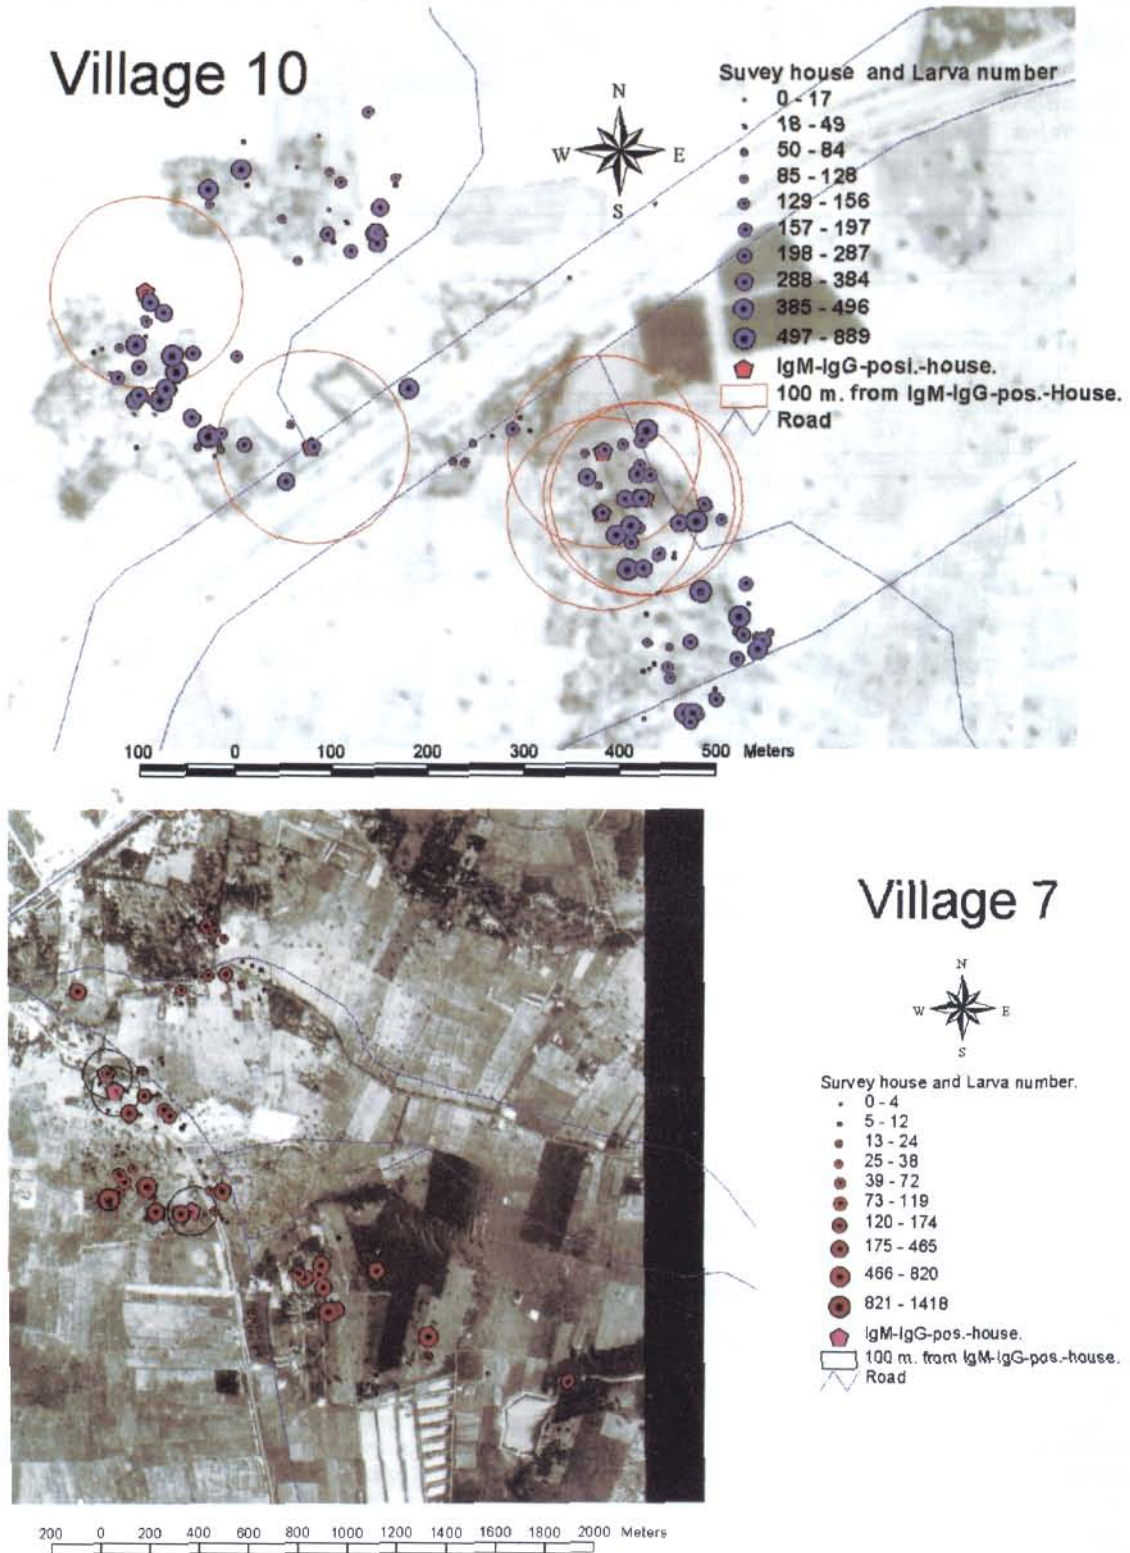 Village 10
N
W E
S
Suvey house and Larva number
0 - 17
18 - 49
50 - 84
85 - 128
129 - 156
157 - 197
198 - 287
288 - 384
385 - 496
497 - 889
IgM-IgG-posi.-house.
100 m. from IgM-IgG-pos.-House.
Road
100 0 100 200 300 400 500 Meters
Village 7
N
W E
S
Survey house and Larva number.
0 - 4
5 - 12
13 - 24
25 - 38
39 - 72
73 - 119
120 - 174
175 - 465
466 - 820
821 - 1418
IgM-IgG-pos.-house.
100 m. from IgM-IgG-pos.-house.
Road
200 0 200 400 600 800 1000 1200 1400 1600 1800 2000 Meters